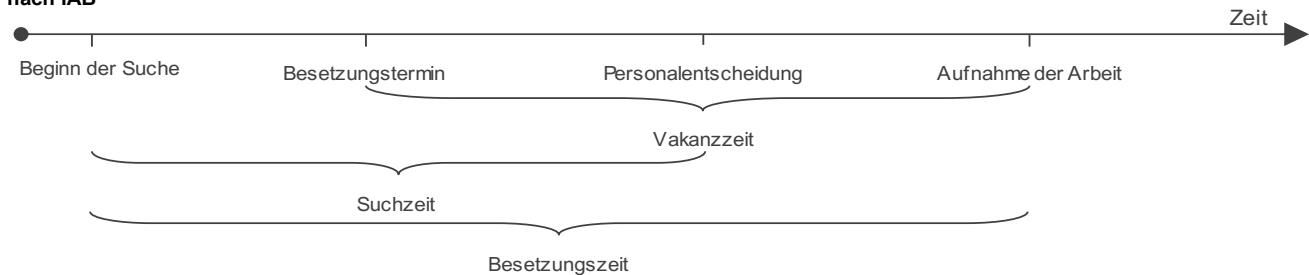 nach IAB
Zeit
Beginn der Suche
Besetzungstermin
Personalentscheidung
Aufnahme der Arbeit
Vakanzzeit
Suchzeit
Besetzungszeit